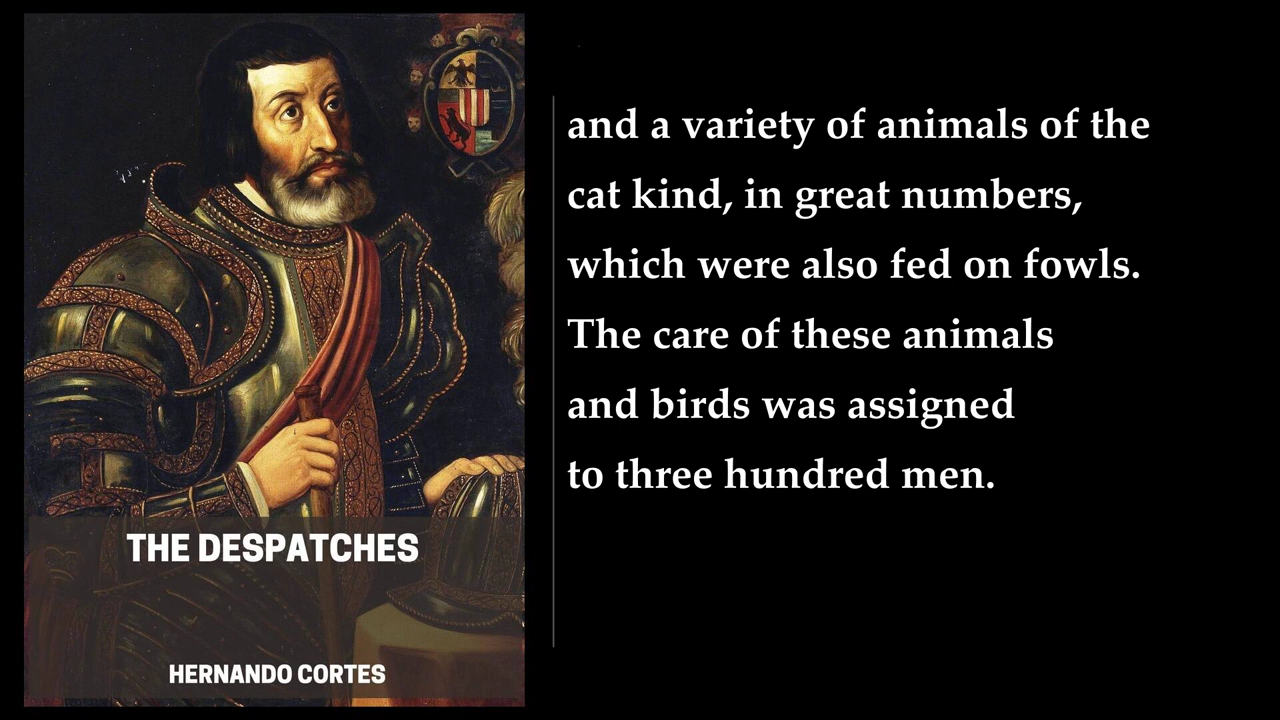 and a variety of animals of the
cat kind, in great numbers,
which were also fed on fowls.
The care of these animals
and birds was assigned
to three hundred men.
THE DESPATCHES
HERNANDO CORTES